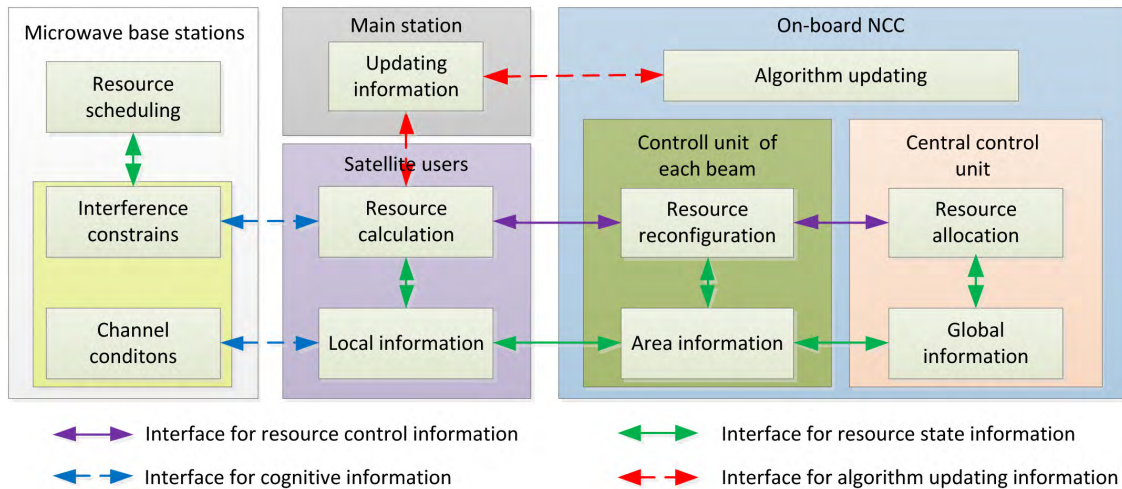 Microwave base stations
Resource
scheduling
Interference
constrains
Channel
conditons
Main station
Updating
information
Satellite users
Resource
calculation
Local information
On-board NCC
Algorithm updating
Controll unit of
each beam
Resource
reconfiguration
Area information
Central control
unit
Resource
allocation
Global
information
Interface for resource control information
Interface for resource state information
Interface for cognitive information
Interface for algorithm updating information